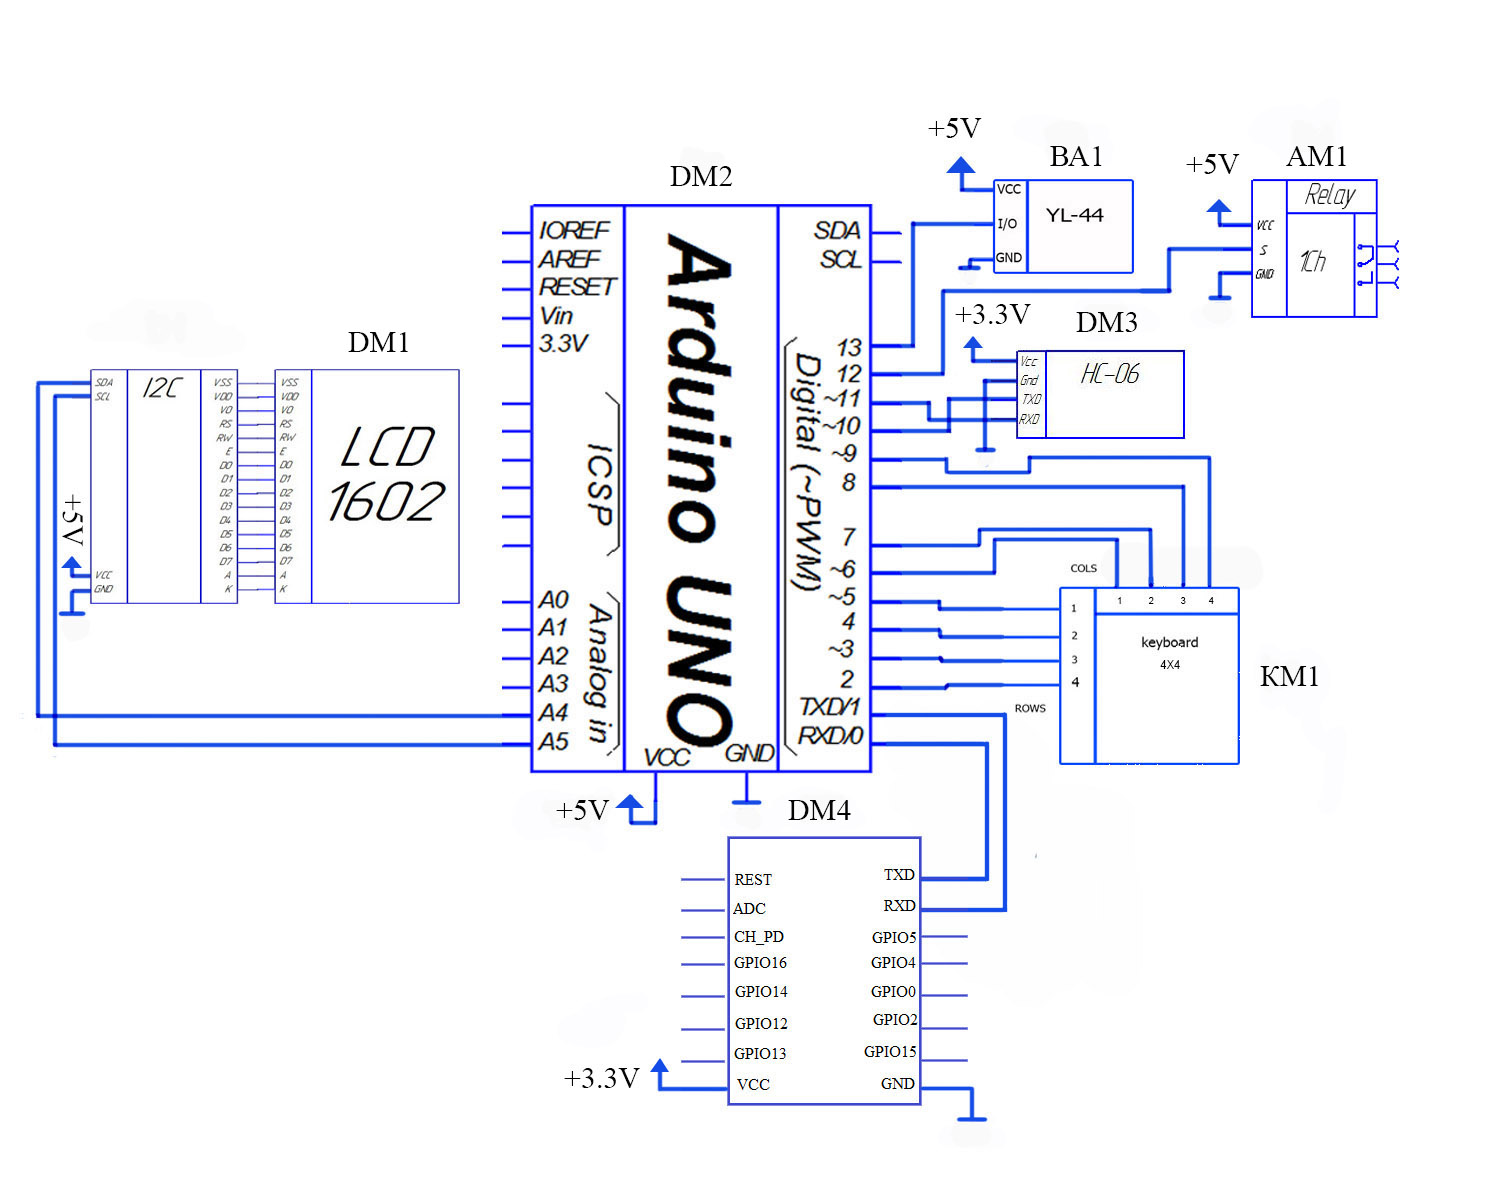 +5V
BA1
VCC
I/O
GND
YL-44
+5V
AM1
Relay
VCC
S
GND
1Ch
DM2
IOREF
AREF
RESET
Vin
3.3V
ICSP
A0
A1
A2
A3
A4
A5
Analog in
Arduino UNO
VCC
GND
SDA
SCL
13
12
~11
~10
~9
8
7
~6
~5
4
~3
2
TXD/1
RXD/0
Digital (~PWM)
+5V
+3.3V
DM3
Vcc
Gnd
TXD
RXD
HC-06
DM1
SDA
SCL
I2C
+5V
VCC
GND
VSS
VDD
VO
RS
RW
E
D0
D1
D2
D3
D4
D5
D6
D7
A
K
VSS
VDD
VO
RS
RW
E
D0
D1
D2
D3
D4
D5
D6
D7
A
K
LCD
1602
COLS
1 2 3 4
1
2
3
4
keyboard
4X4
ROWS
KM1
DM4
REST
ADC
CH_PD
GPIO16
GPIO14
GPIO12
GPIO13
VCC
TXD
RXD
GPIO5
GPIO4
GPIO0
GPIO2
GPIO15
GND
+3.3V